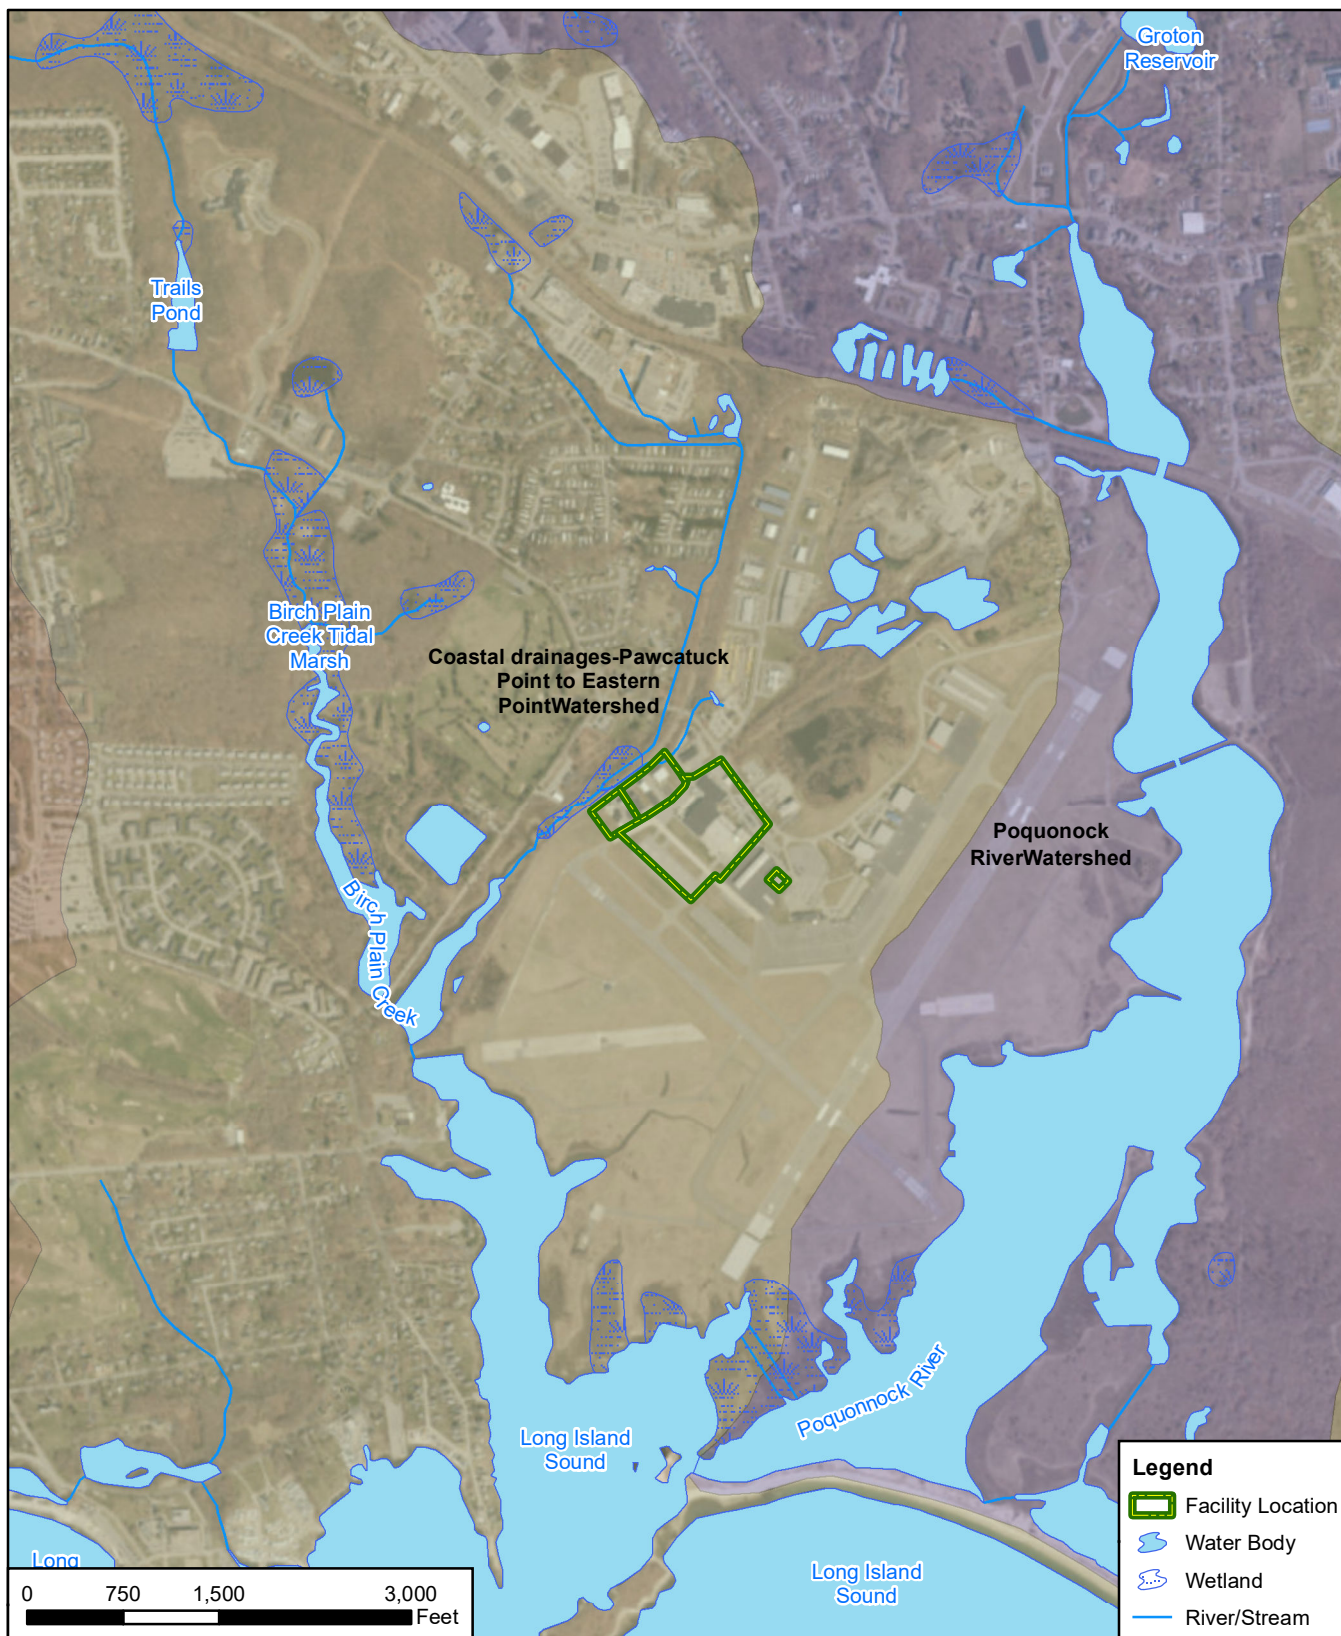 Groton
Reservoir
Trails
Pond
Birch Plain
Creek Tidal
Marsh
Coastal drainages-Pawcatuck
Point to Eastern
PointWatershed
Poquonock
RiverWatershed
Birch Plain Creek
Poquonnock River
Long Island
Sound
Long
Long Island
Sound
0 750 1,500 3,000
Feet
Legend
Facility Location
Water Body
Wetland
River/Stream